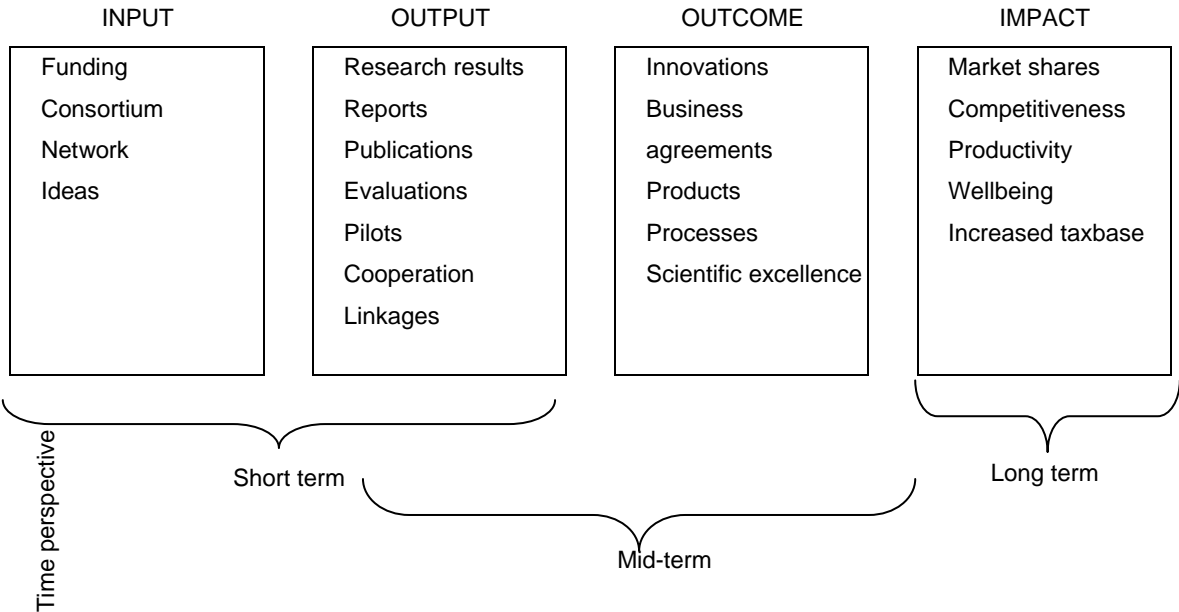 INPUT
Funding
Consortium
Network
Ideas
OUTPUT
Research results
Reports
Publications
Evaluations
Pilots
Cooperation
Linkages
OUTCOME
Innovations
Business
agreements
Products
Processes
Scientific excellence
IMPACT
Market shares
Competitiveness
Productivity
Wellbeing
Increased taxbase
Time perspective
Short term
Mid-term
Long term